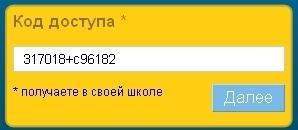 Код доступа *
317018+c96182
* получаете в своей школе
Далее